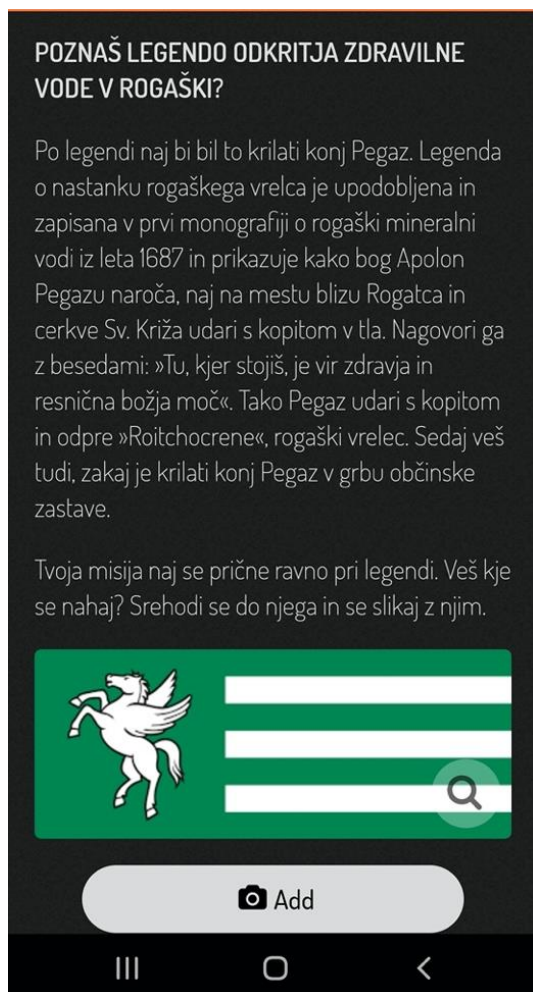 POZNAŠ LEGENDO ODKRITJA ZDRAVILNE
VODE V ROGAŠKI?
Po legendi naj bi bil to krilati konj Pegaz. Legenda
o nastanku rogaškega vrelca je upodobljena in
zapisana v prvi monografiji o rogaški mineralni
vodi iz leta 1687 in prikazuje kako bog Apolon
Pegazu naroča, naj na mestu blizu Rogatca in
cerkve Sv. Križa udari s kopitom v tla. Nagovori ga
z besedami: »Tu, kjer stojiš, je vir zdravja in
resnična božja moč«. Tako Pegaz udari s kopitom
in odpre »Roitchocrene«, rogaški vrelec. Sedaj veš
tudi, zakaj je krilati konj Pegaz v grbu občinske
zastave.
Tvoja misija naj se prične ravno pri legendi. Veš kje
se nahaj? Srehodi se do njega in se slikaj z njim.
Add